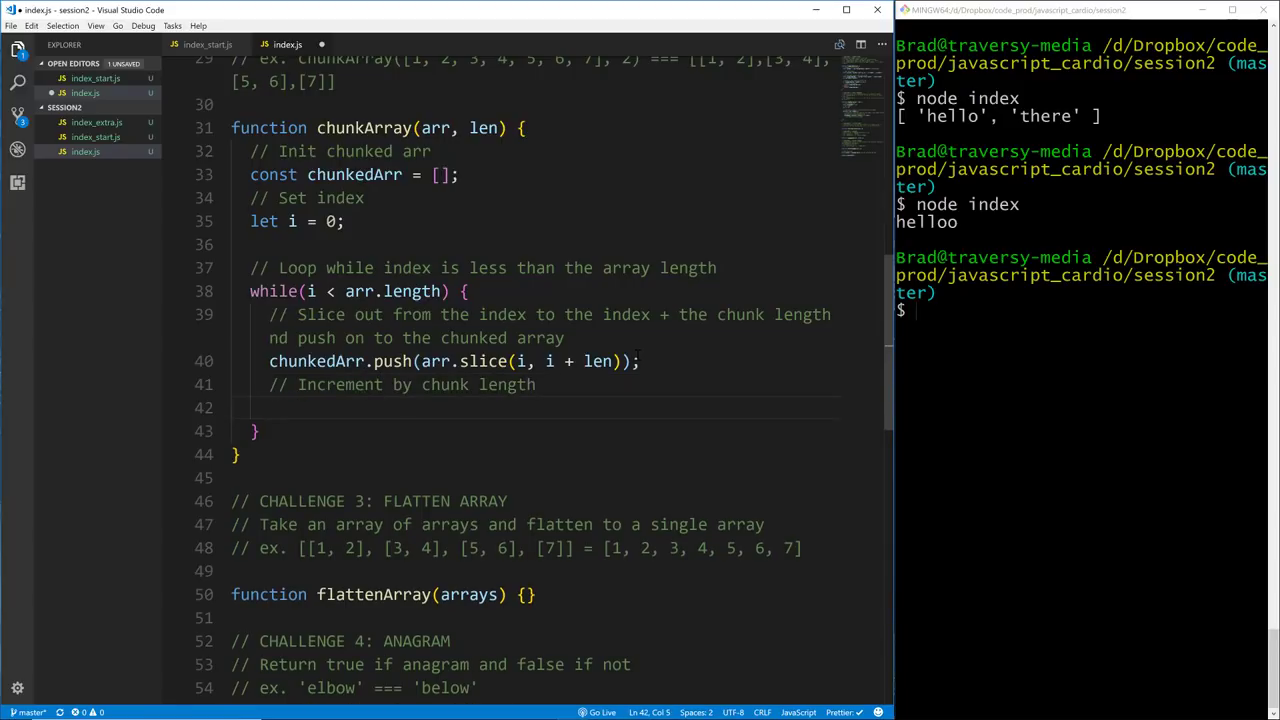 index.js - session2 - Visual Studio Code
File Edit Selection View Go Debug Tasks Help
EXPLORER
OPEN EDITORS 1 UNSAVED
index_start.js U
index.js U
SESSION2
index_extra.js U
index_start.js U
index.js U
1
3
index_start.js index.js
29 // ex. chunkArray([1, 2, 3, 4, 5, 6, 7], 2) === [[1, 2],[3, 4],
[5, 6],[7]]
30
31 function chunkArray(arr, len) {
32 // Init chunked arr
33 const chunkedArr = [];
34 // Set index
35 let i = 0;
36
37 // Loop while index is less than the array length
38 while(i < arr.length) {
39 // Slice out from the index to the index + the chunk length
nd push on to the chunked array
40 chunkedArr.push(arr.slice(i, i + len));
41 // Increment by chunk length
42
43 }
44 }
45
46 // CHALLENGE 3: FLATTEN ARRAY
47 // Take an array of arrays and flatten to a single array
48 // ex. [[1, 2], [3, 4], [5, 6], [7]] = [1, 2, 3, 4, 5, 6, 7]
49
50 function flattenArray(arrays) {}
51
52 // CHALLENGE 4: ANAGRAM
53 // Return true if anagram and false if not
54 // ex. 'elbow' === 'below'
master* 0 0 Go Live Ln 42, Col 5 Spaces: 2 UTF-8 CRLF JavaScript Prettier: ✓
MINGW64:/d/Dropbox/code_prod/javascript_cardio/session2
Brad@traversy-media /d/Dropbox/code_
prod/javascript_cardio/session2 (mas
ter)
$ node index
[ 'hello', 'there' ]
Brad@traversy-media /d/Dropbox/code_
prod/javascript_cardio/session2 (mas
ter)
$ node index
helloo
Brad@traversy-media /d/Dropbox/code_
prod/javascript_cardio/session2 (mas
ter)
$